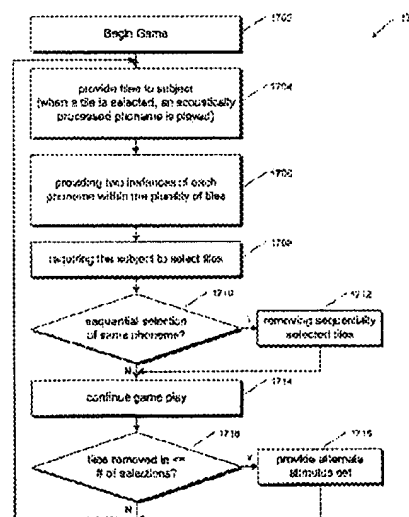 1702
Begin Game
1704
provide tiles to subject
(when a tile is selected, an acoustically
processed phoneme is played)
1706
providing two instances of each
phoneme within the plurality of tiles
1708
requiring the subject to select tiles
1710
1712
sequential selection
of same phoneme?
removing sequentially
selected tiles
N
1714
continue game play
1716
tiles removed in <=
# of selections?
Y
provide alternate
stimulus set
N